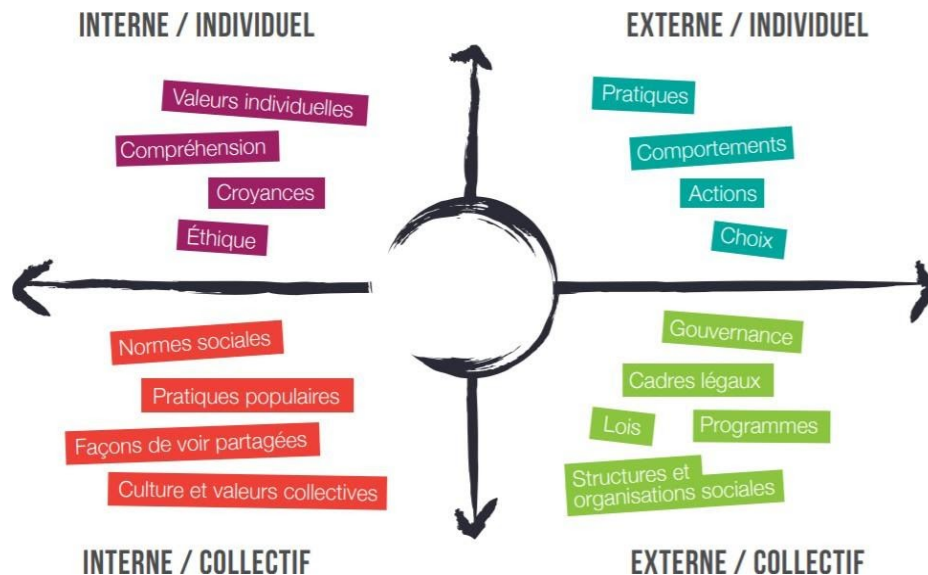 INTERNE / INDIVIDUEL
Valeurs individuelles
Compréhension
Croyances
Éthique
EXTERNE / INDIVIDUEL
Pratiques
Comportements
Actions
Choix
Normes sociales
Pratiques populaires
Façons de voir partagées
Culture et valeurs collectives
INTERNE / COLLECTIF
Gouvernance
Cadres légaux
Lois
Programmes
Structures et
organisations sociales
EXTERNE / COLLECTIF